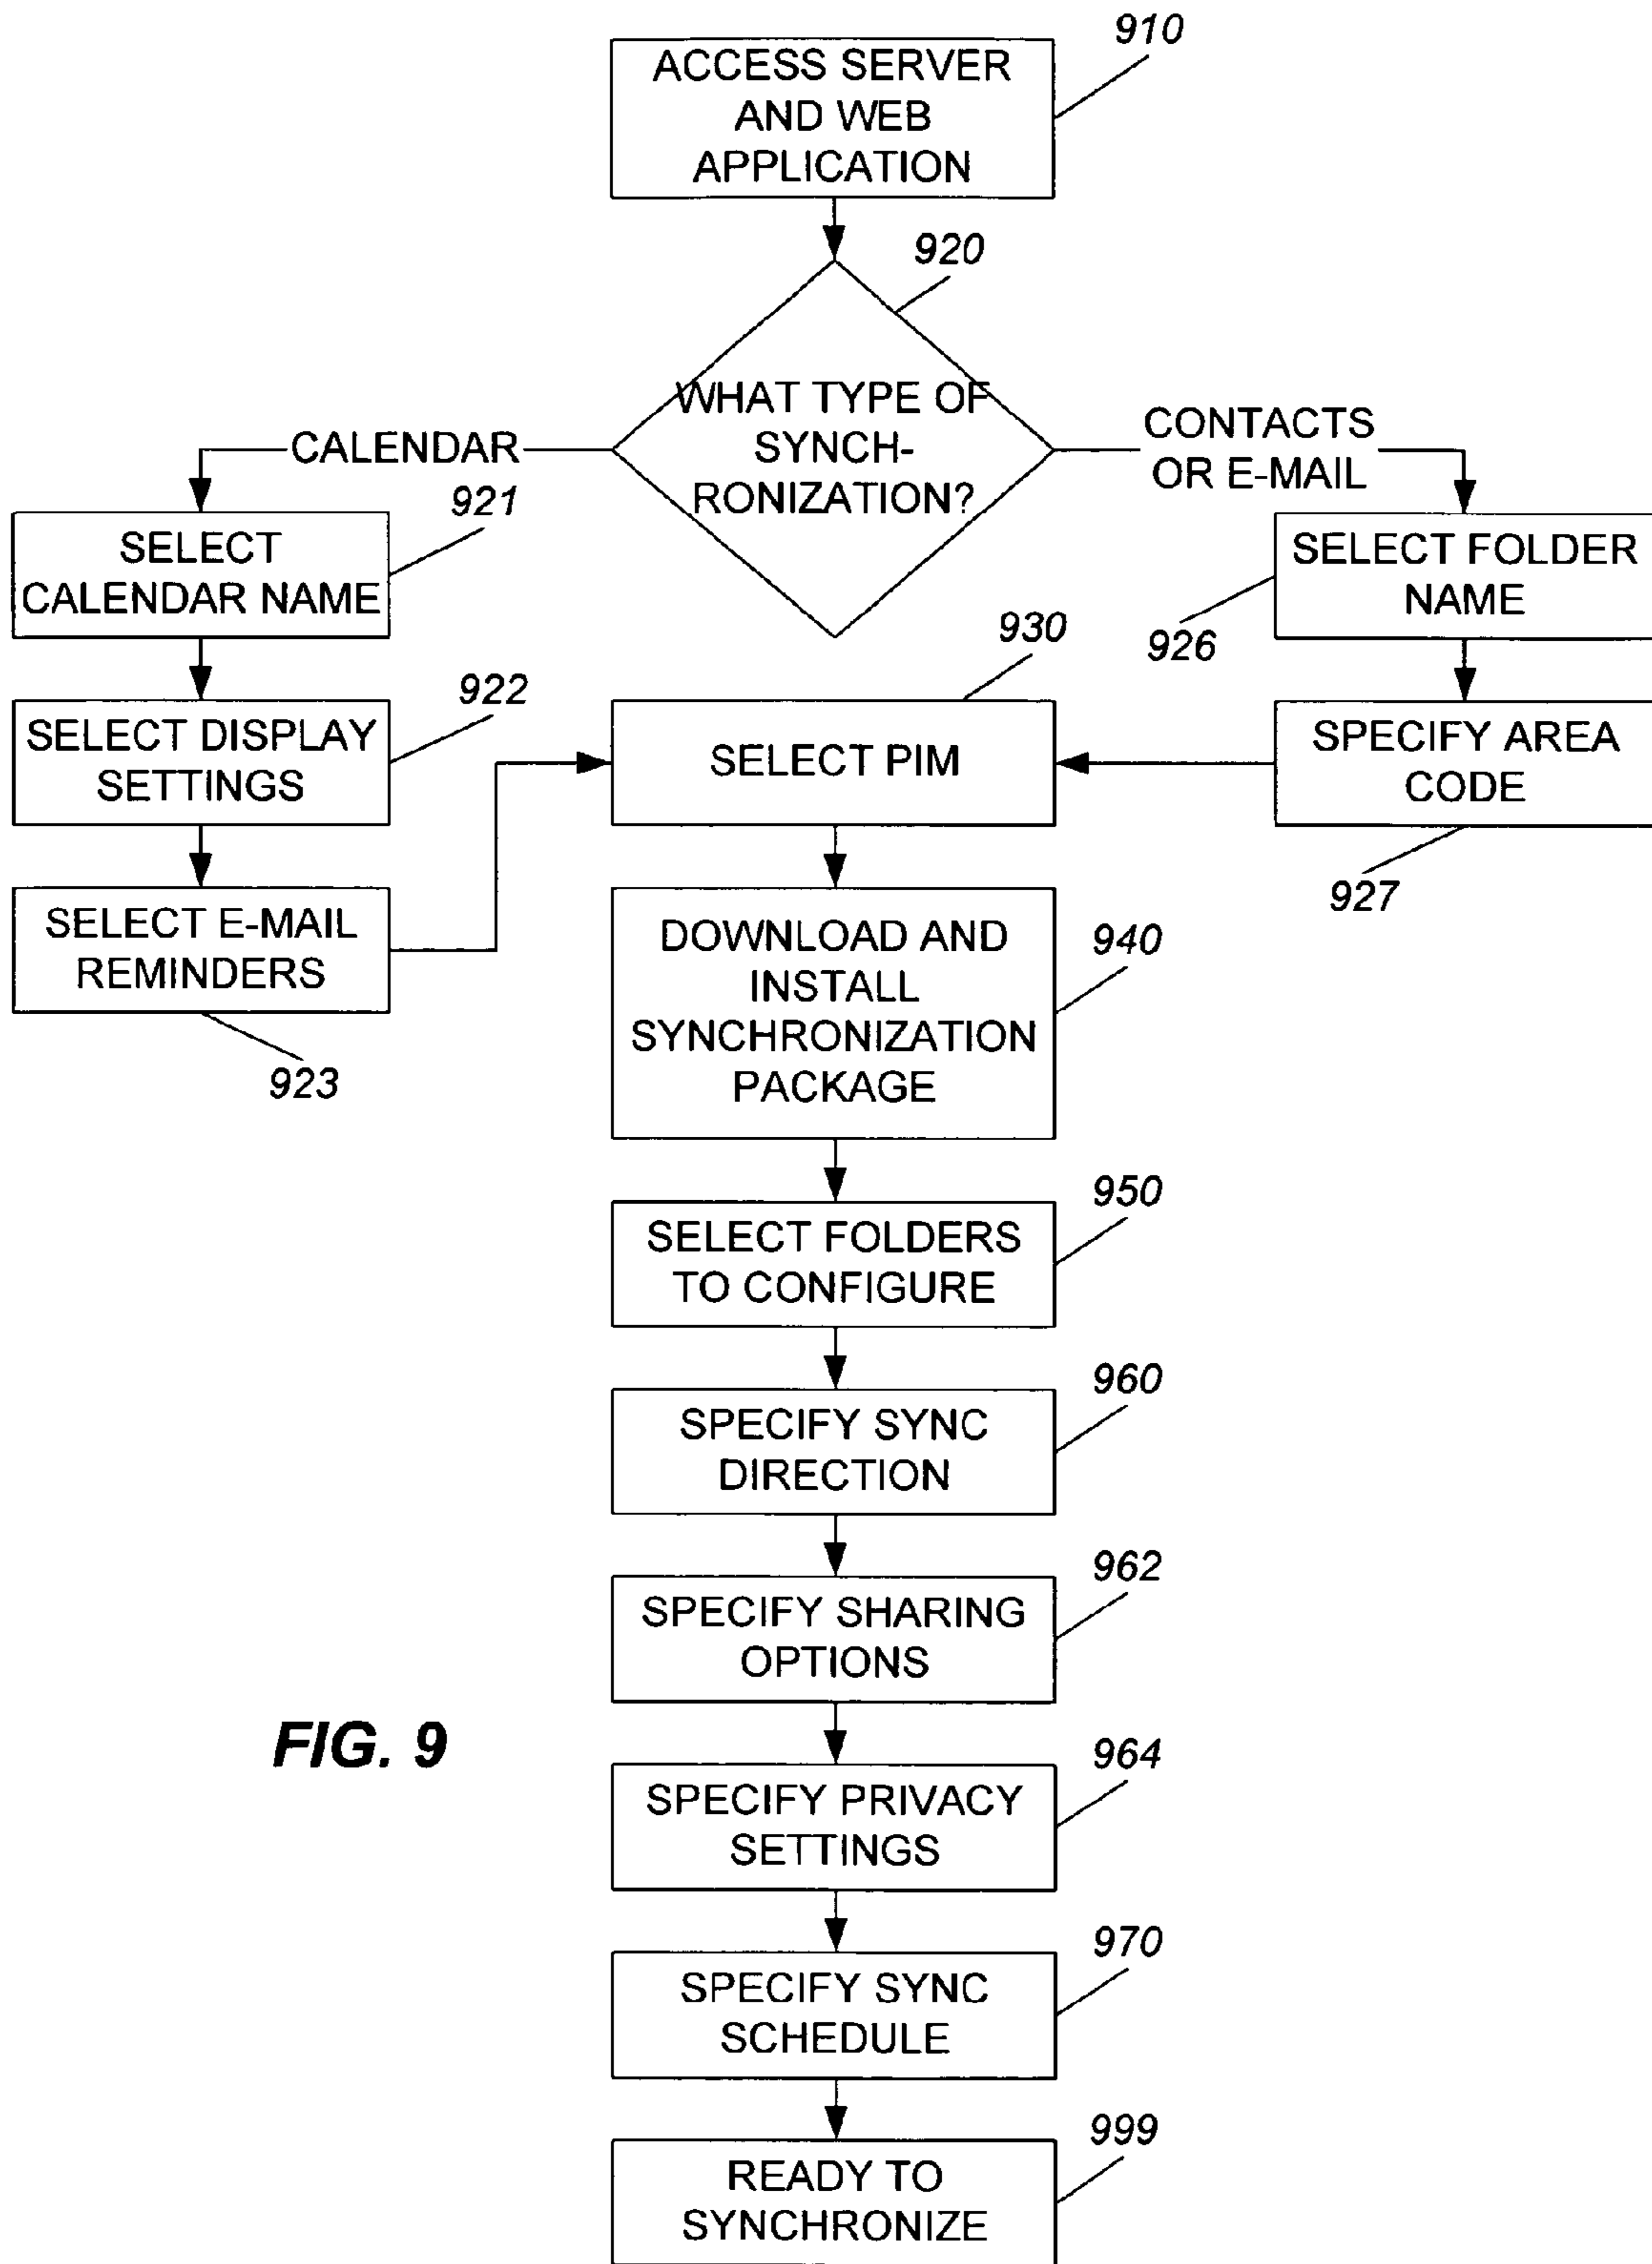 910
ACCESS SERVER
AND WEB
APPLICATION
920
WHAT TYPE OF
SYNCH-
RONIZATION?
CALENDAR
CONTACTS
OR E-MAIL
921
SELECT
CALENDAR NAME
SELECT FOLDER
NAME
926
922
SELECT DISPLAY
SETTINGS
930
SELECT PIM
SPECIFY AREA
CODE
927
SELECT E-MAIL
REMINDERS
923
940
DOWNLOAD AND
INSTALL
SYNCHRONIZATION
PACKAGE
950
SELECT FOLDERS
TO CONFIGURE
960
SPECIFY SYNC
DIRECTION
962
SPECIFY SHARING
OPTIONS
FIG. 9
964
SPECIFY PRIVACY
SETTINGS
970
SPECIFY SYNC
SCHEDULE
999
READY TO
SYNCHRONIZE